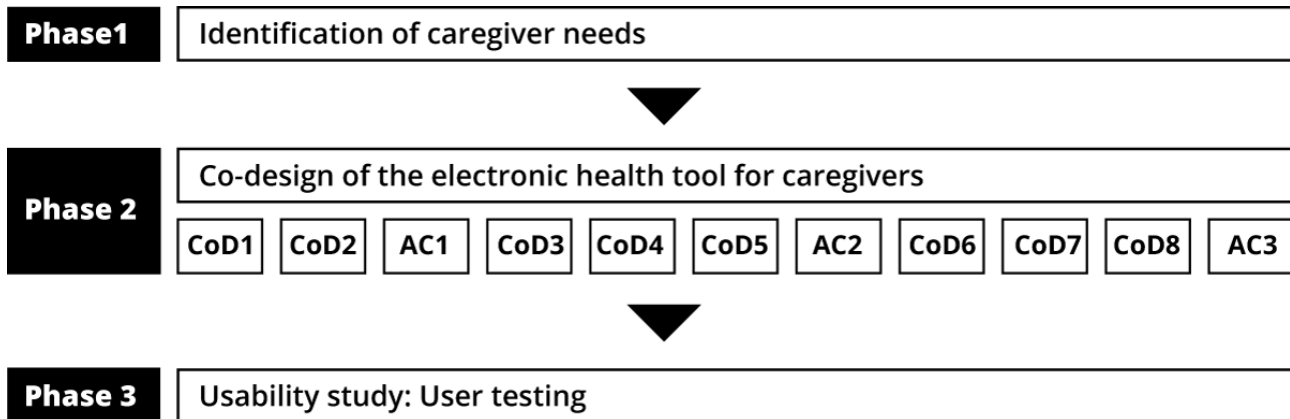 Phase1
Identification of caregiver needs
Phase 2
Co-design of the electronic health tool for caregivers
CoD1 CoD2 AC1 CoD3 CoD4 CoD5 AC2 CoD6 CoD7 CoD8 AC3
Phase 3
Usability study: User testing